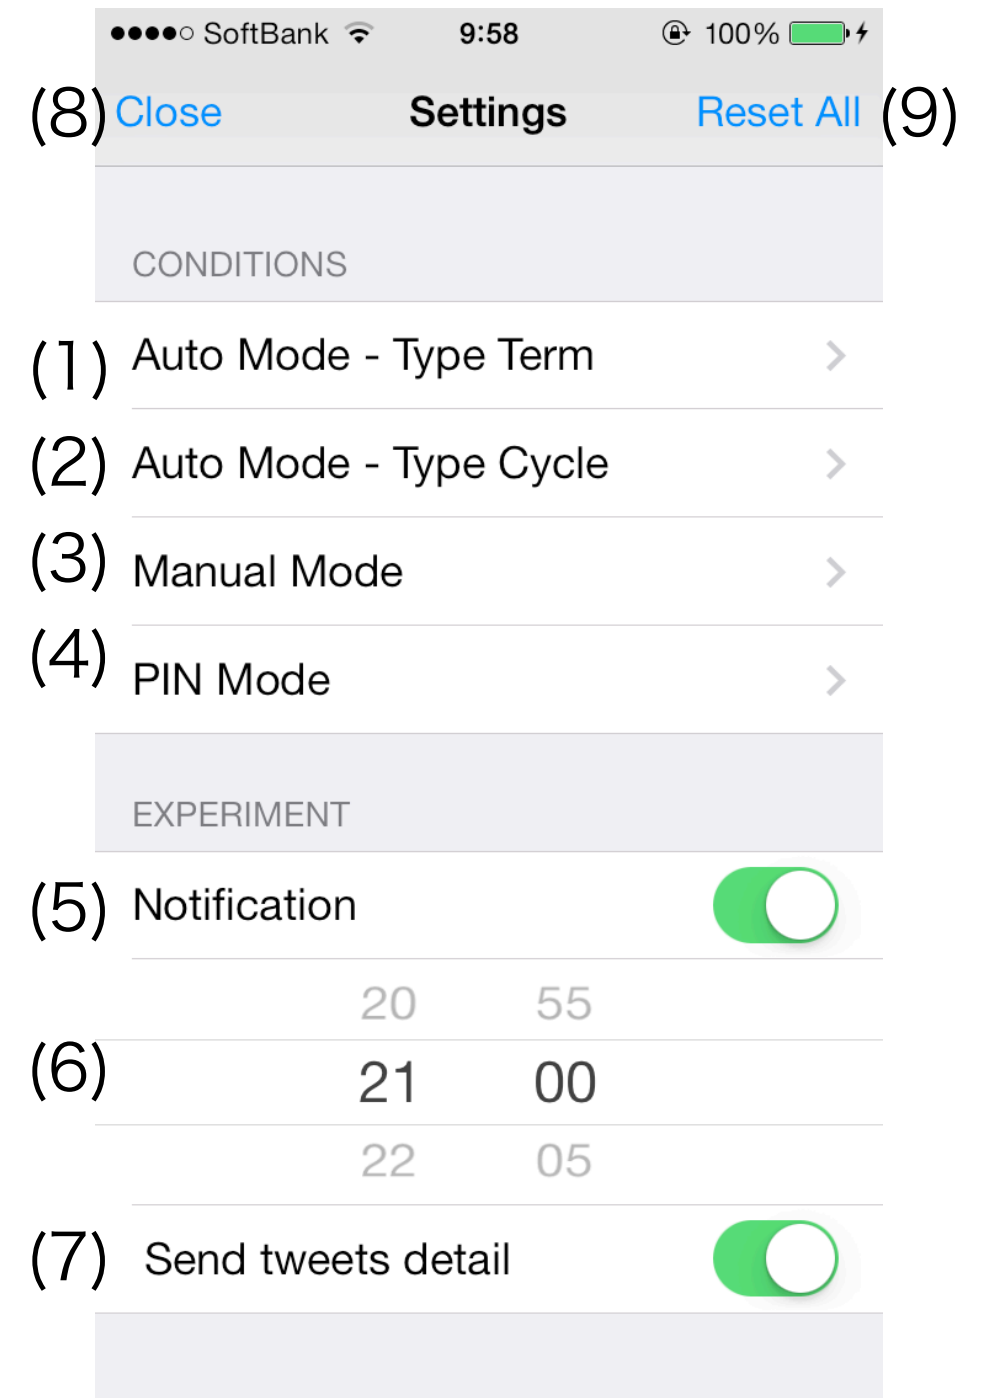 SoftBank 9:58 100%
(8) Close Settings Reset All (9)
CONDITIONS
(1) Auto Mode - Type Term
(2) Auto Mode - Type Cycle
(3) Manual Mode
(4) PIN Mode
EXPERIMENT
(5) Notification
20 55
(6) 21 00
22 05
(7) Send tweets detail